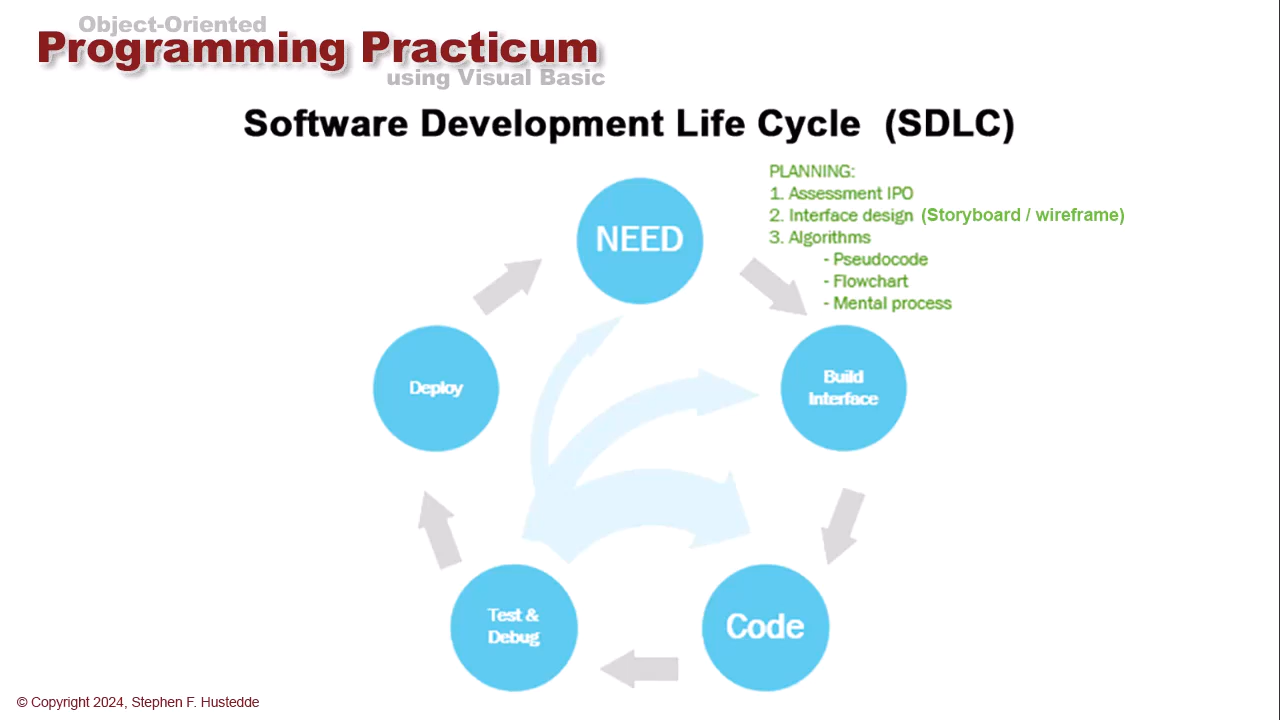 Object-Oriented
Programming Practicum
using Visual Basic
Software Development Life Cycle (SDLC)
PLANNING:
1. Assessment IPO
2. Interface design (Storyboard / wireframe)
3. Algorithms
- Pseudocode
- Flowchart
- Mental process
NEED
Build
Interface
Code
Test &
Debug
Deploy
© Copyright 2024, Stephen F. Hustedde